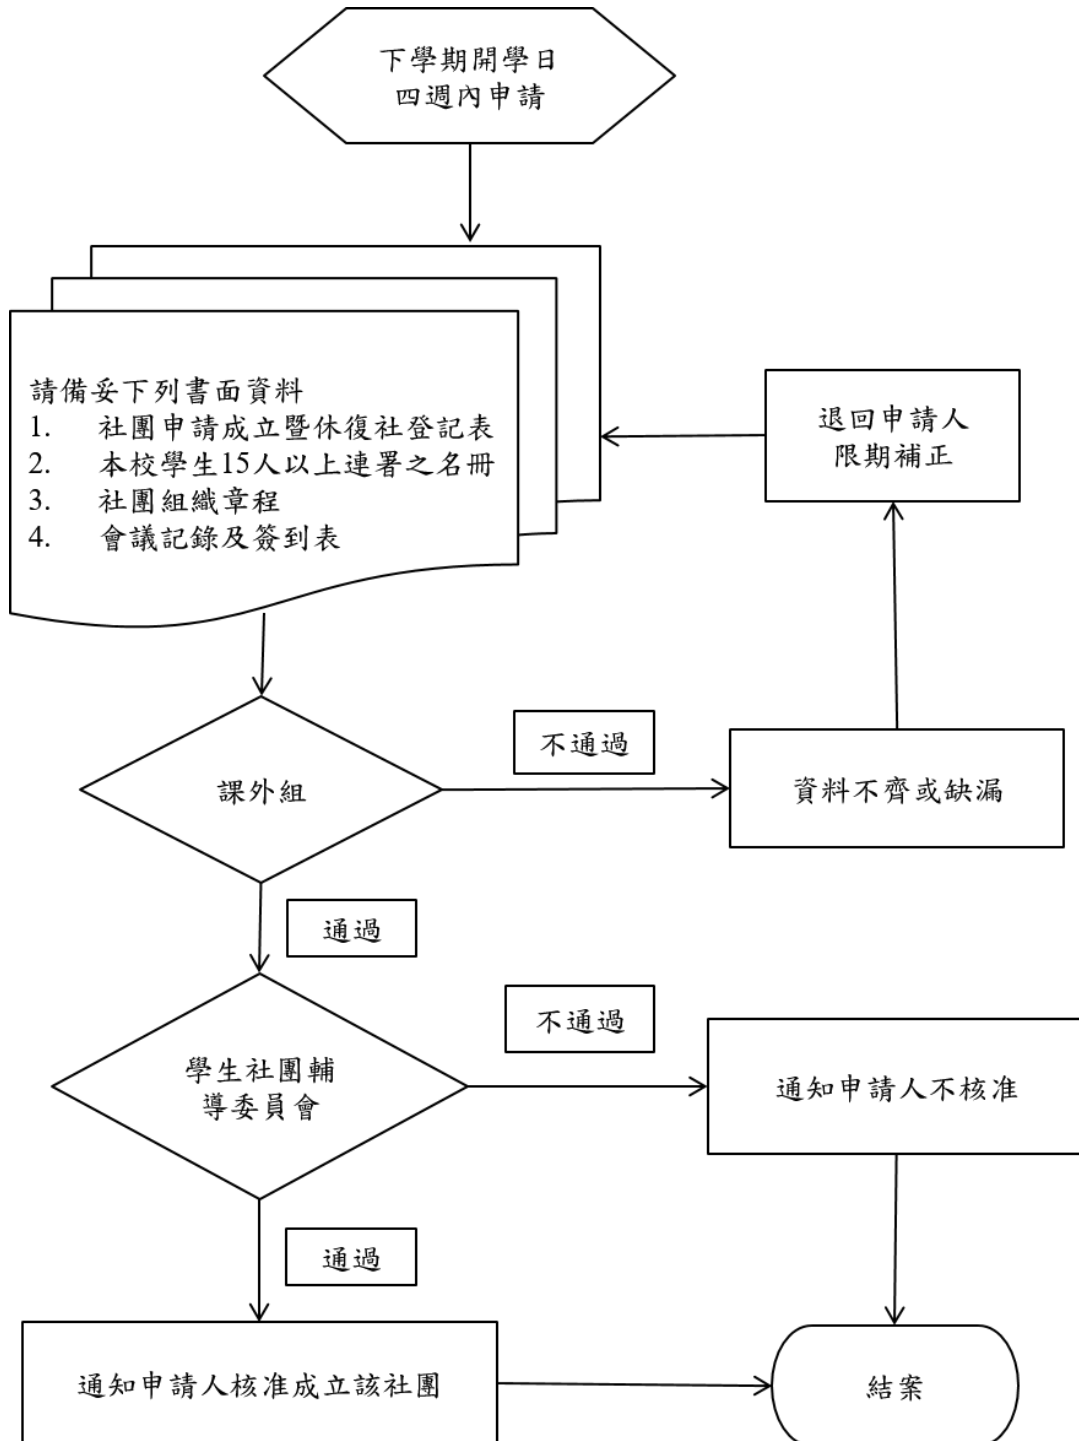 下學期開學日
四週內申請
請備妥下列書面資料
1. 社團申請成立暨休復社登記表
2. 本校學生15人以上連署之名冊
3. 社團組織章程
4. 會議記錄及簽到表
退回申請人
限期補正
課外組
不通過
資料不齊或缺漏
通過
學生社團輔
導委員會
不通過
通知申請人不核准
通過
通知申請人核准成立該社團
結案